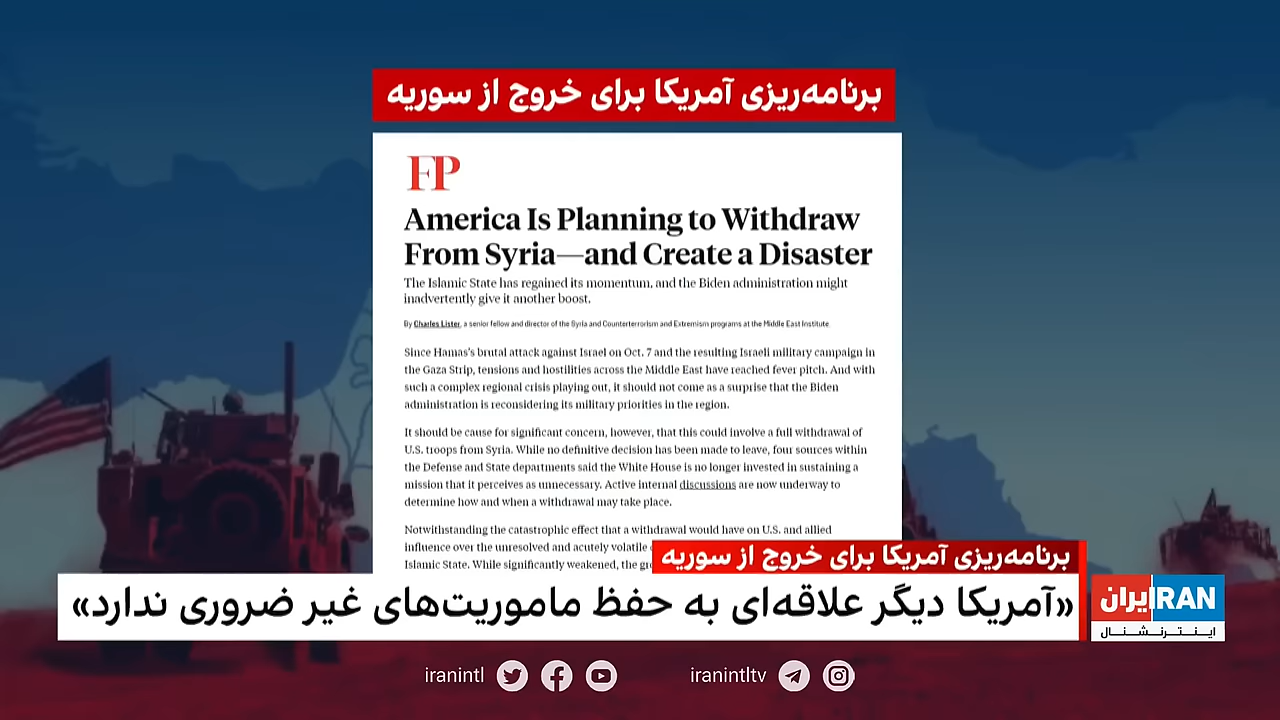 برنامه‌ریزی آمریکا برای خروج از سوریه
FP
America Is Planning to Withdraw
From Syria—and Create a Disaster
The Islamic State has regained its momentum, and the Biden administration might
inadvertently give it another boost.
By Charles Lister, a senior fellow and director of the Syria and Counterterrorism and Extremism programs at the Middle East Institute
Since Hamas's brutal attack against Israel on Oct. 7 and the resulting Israeli military campaign in
the Gaza Strip, tensions and hostilities across the Middle East have reached fever pitch. And with
such a complex regional crisis playing out, it should not come as a surprise that the Biden
administration is reconsidering its military priorities in the region.
It should be cause for significant concern, however, that this could involve a full withdrawal of
U.S. troops from Syria. While no definitive decision has been made to leave, four sources within
the Defense and State departments said the White House is no longer invested in sustaining a
mission that it perceives as unnecessary. Active internal discussions are now underway to
determine how and when a withdrawal may take place.
Notwithstanding the catastrophic effect that a withdrawal would have on U.S. and allied
influence over the unresolved and acutely volatile
Islamic State. While significantly weakened, the
برنامه‌ریزی آمریکا برای خروج از سوریه
«آمریکا دیگر علاقه‌ای به حفظ ماموریت‌های غیر ضروری ندارد»
ایران IRAN
اینترنشنال
iranintl
iranintltv